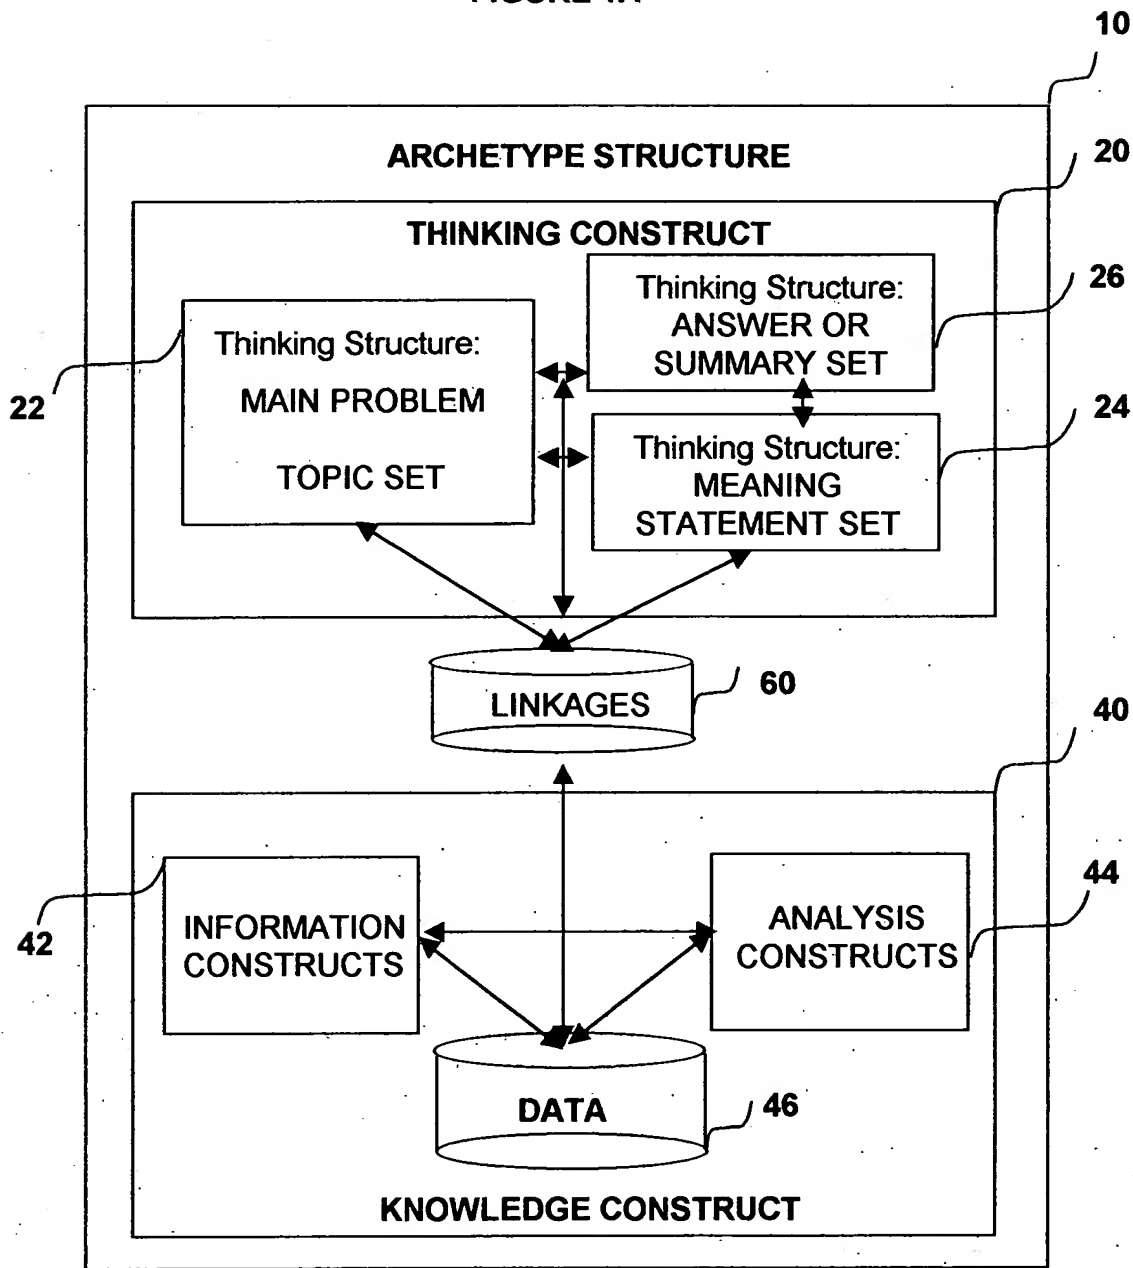 10
ARCHETYPE STRUCTURE
20
THINKING CONSTRUCT
Thinking Structure:
ANSWER OR
SUMMARY SET
26
Thinking Structure:
MAIN PROBLEM
TOPIC SET
22
Thinking Structure:
MEANING
STATEMENT SET
24
LINKAGES
60
40
INFORMATION
CONSTRUCTS
42
ANALYSIS
CONSTRUCTS
44
DATA
46
KNOWLEDGE CONSTRUCT